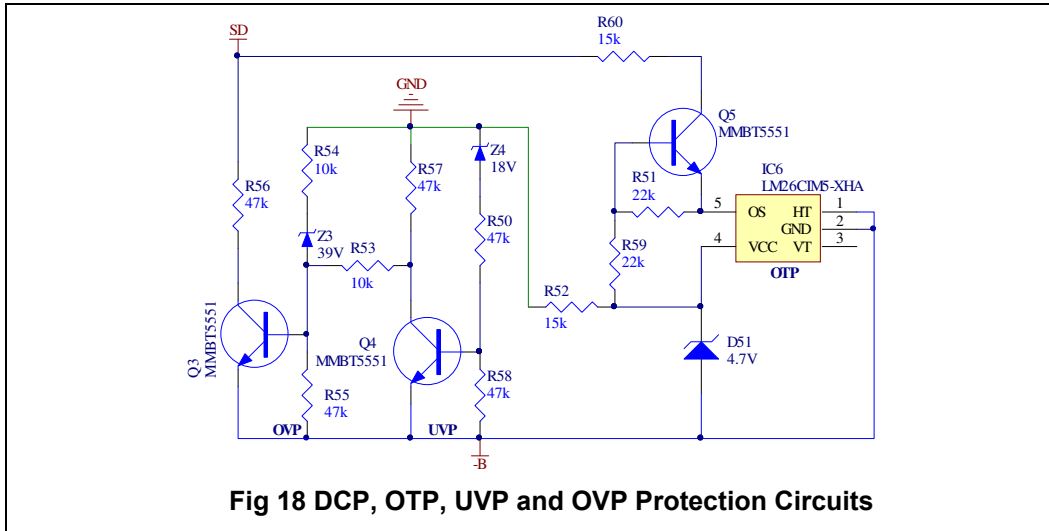 SD
R60
15k
GND
Q5
MMBT5551
R54
10k
R57
47k
Z4
18V
IC6
LM26CIM5-XHA
R56
47k
R51
22k
5 OS HT 1
GND 2
4 VCC VT 3
OTP
R50
47k
Z3
39V
R53
10k
R59
22k
R52
15k
Q3
MMBT5551
Q4
MMBT5551
D51
4.7V
R55
47k
R58
47k
OVP
UVP
-B
Fig 18 DCP, OTP, UVP and OVP Protection Circuits